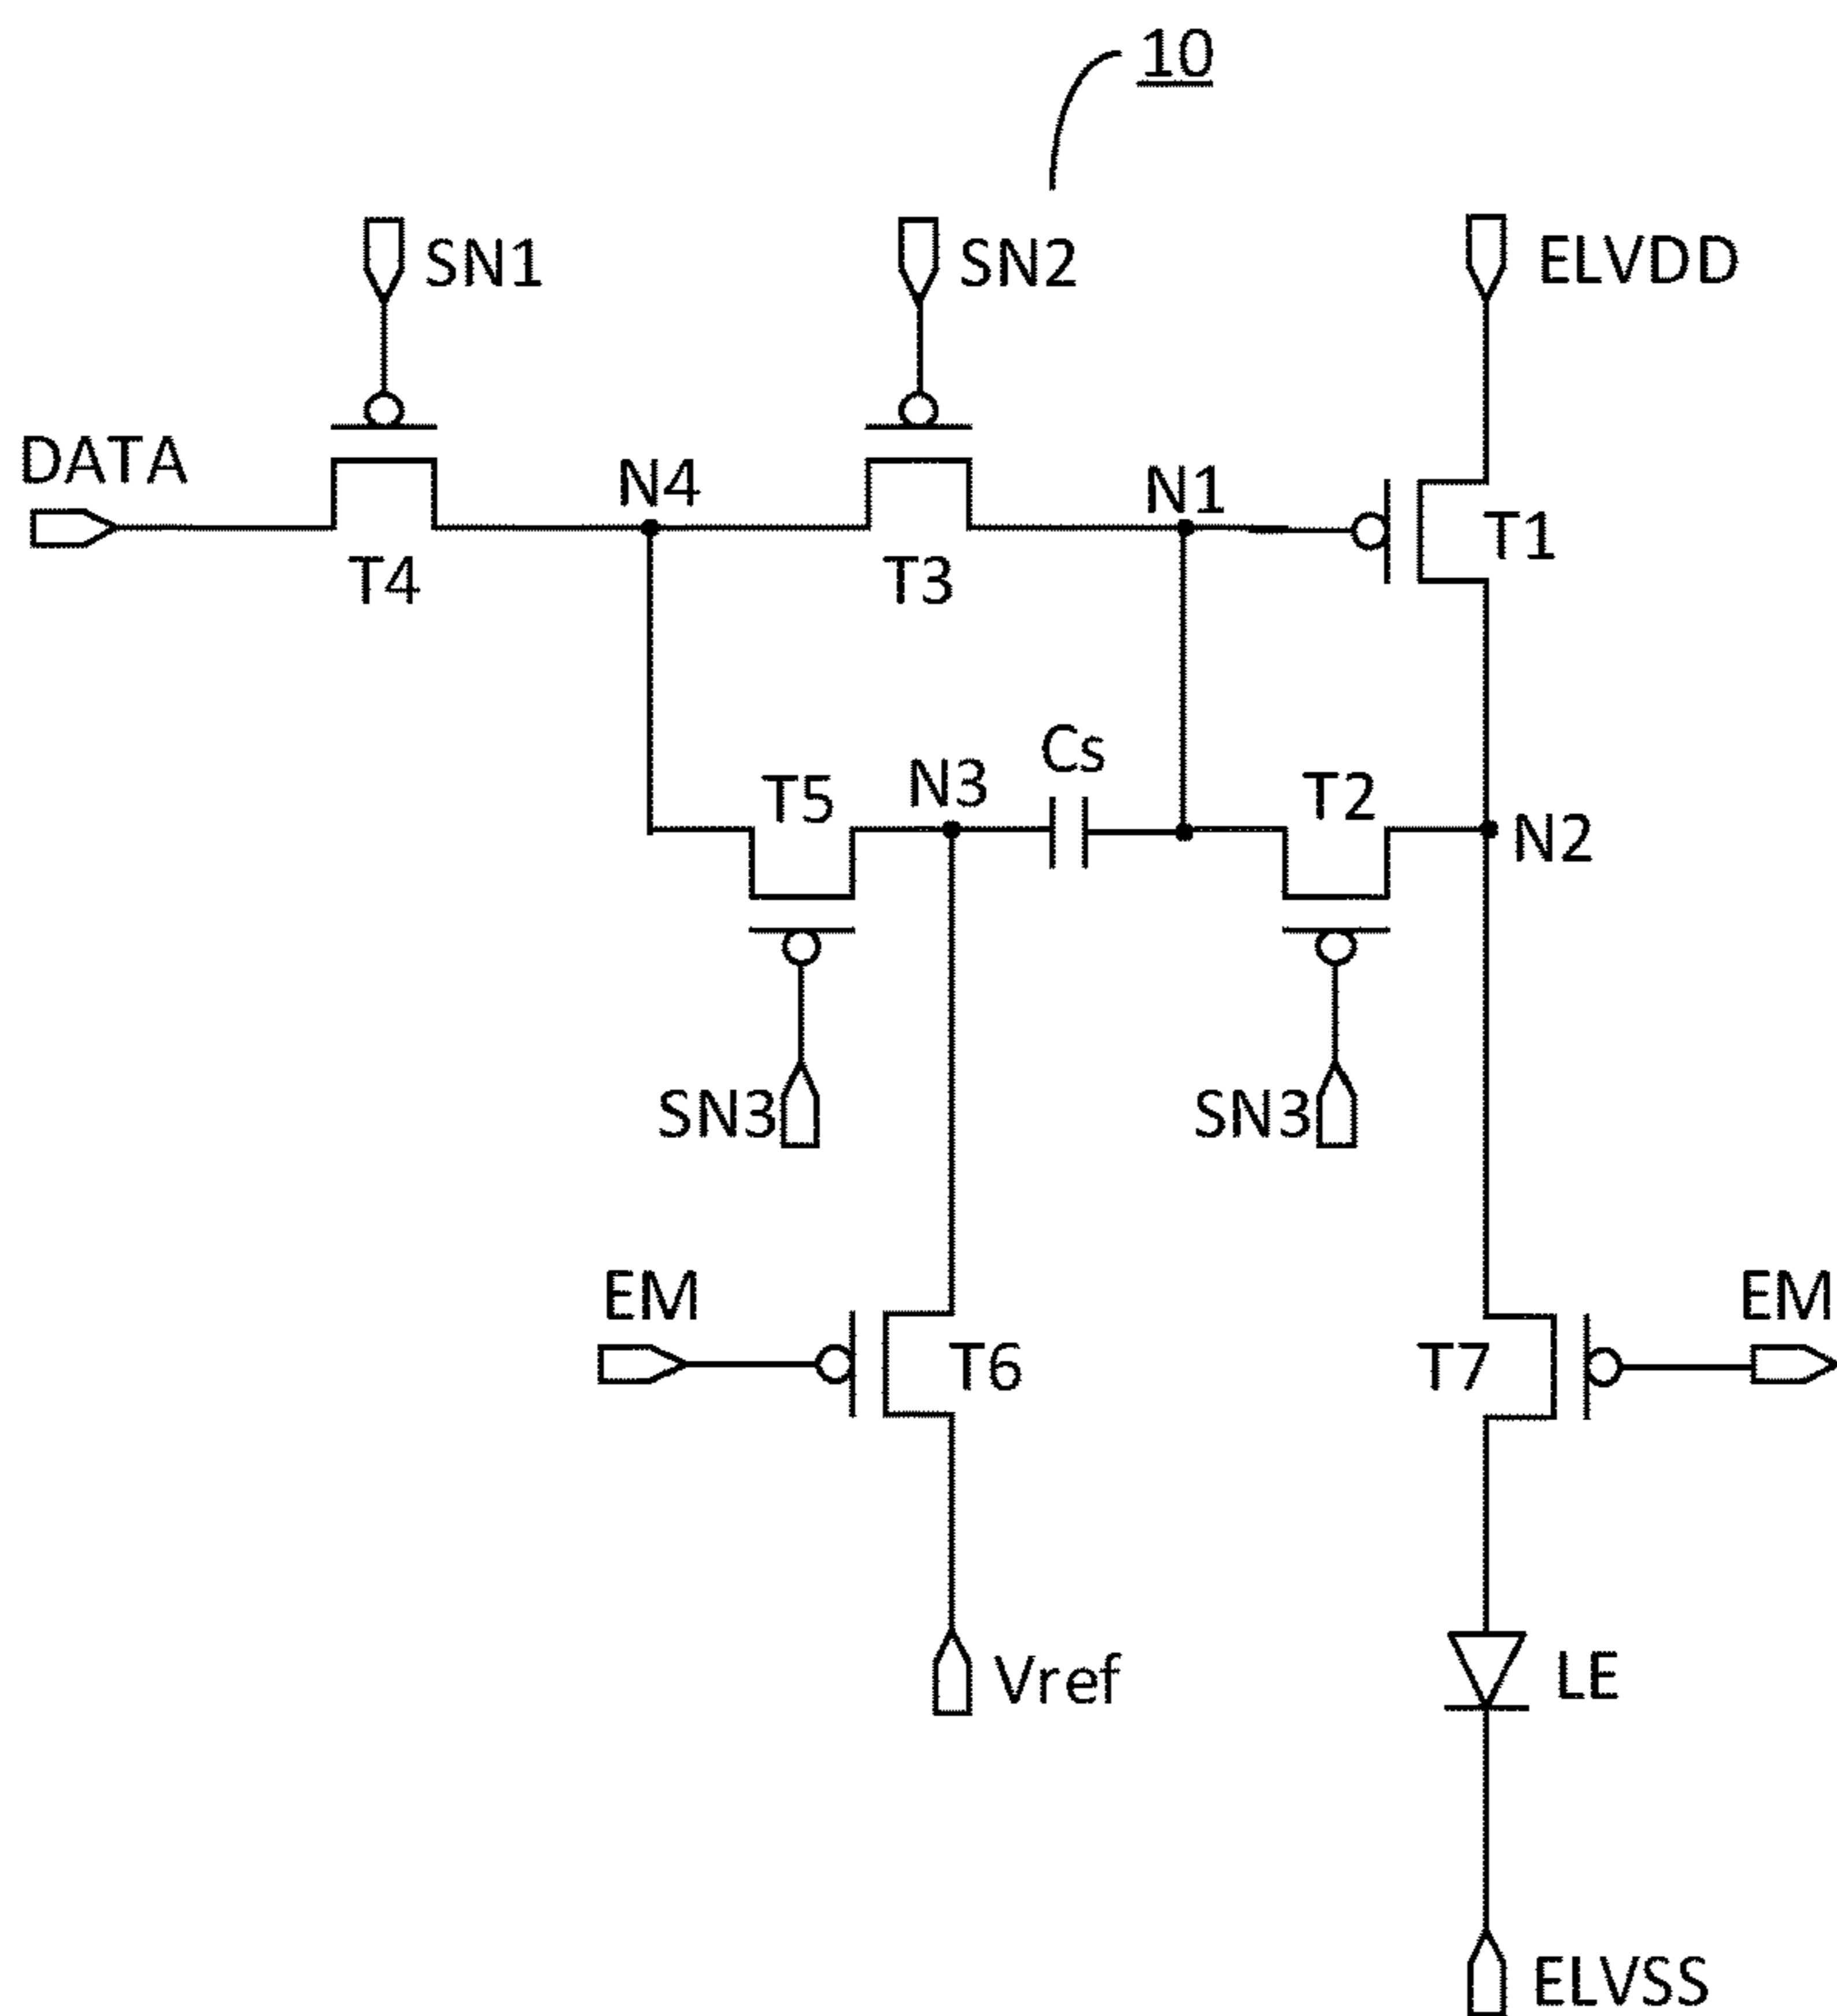 10
SN1
SN2
ELVDD
DATA
N4
N1
T4
T3
T1
T5
N3
Cs
T2
N2
SN3
SN3
EM
EM
T6
T7
Vref
LE
ELVSS